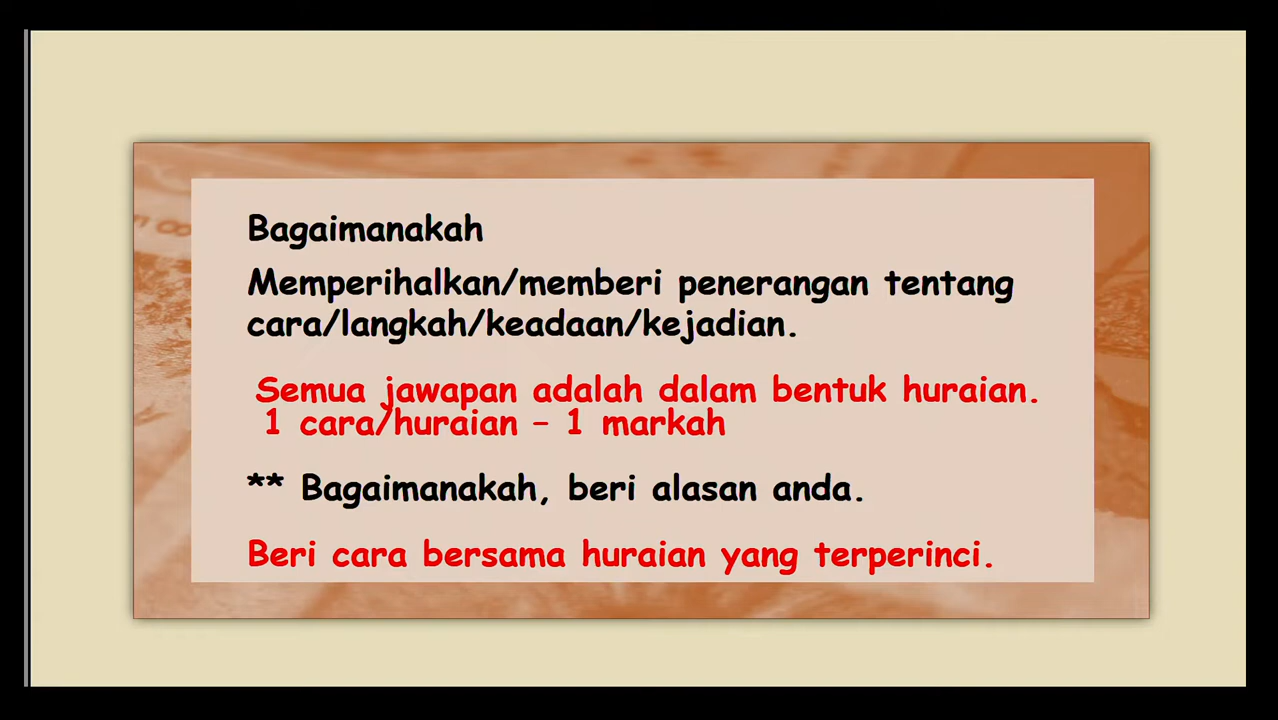 Bagaimanakah
Memperihalkan/memberi penerangan tentang
cara/langkah/keadaan/kejadian.
Semua jawapan adalah dalam bentuk huraian.
1 cara/huraian – 1 markah
** Bagaimanakah, beri alasan anda.
Beri cara bersama huraian yang terperinci.